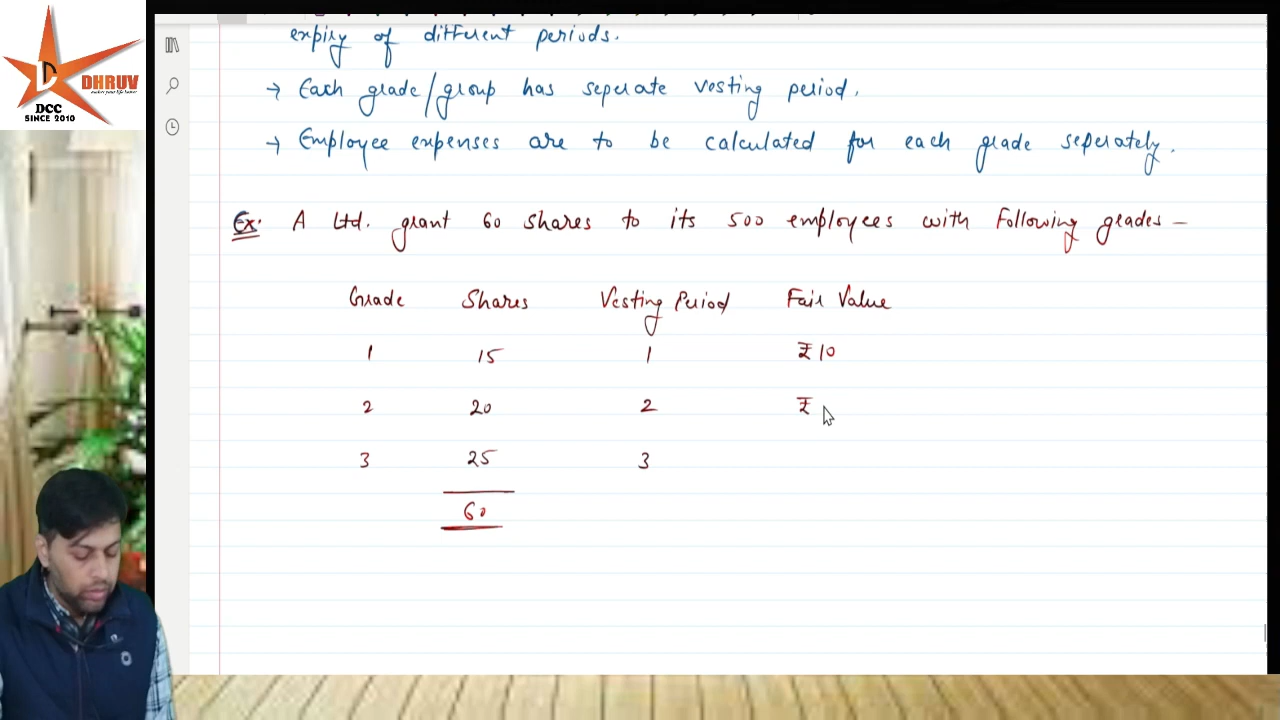 expiry of different periods.
→ Each grade/group has seperate vesting period.
→ Employee expenses are to be calculated for each grade seperately.
Ex. A Ltd. grant 60 shares to its 500 employees with Following grades -
Grade Shares Vesting Period Fair Value
1 15 1 ₹10
2 20 2 ₹
3 25 3
60
D
DHRUV
DCC
SINCE 2010